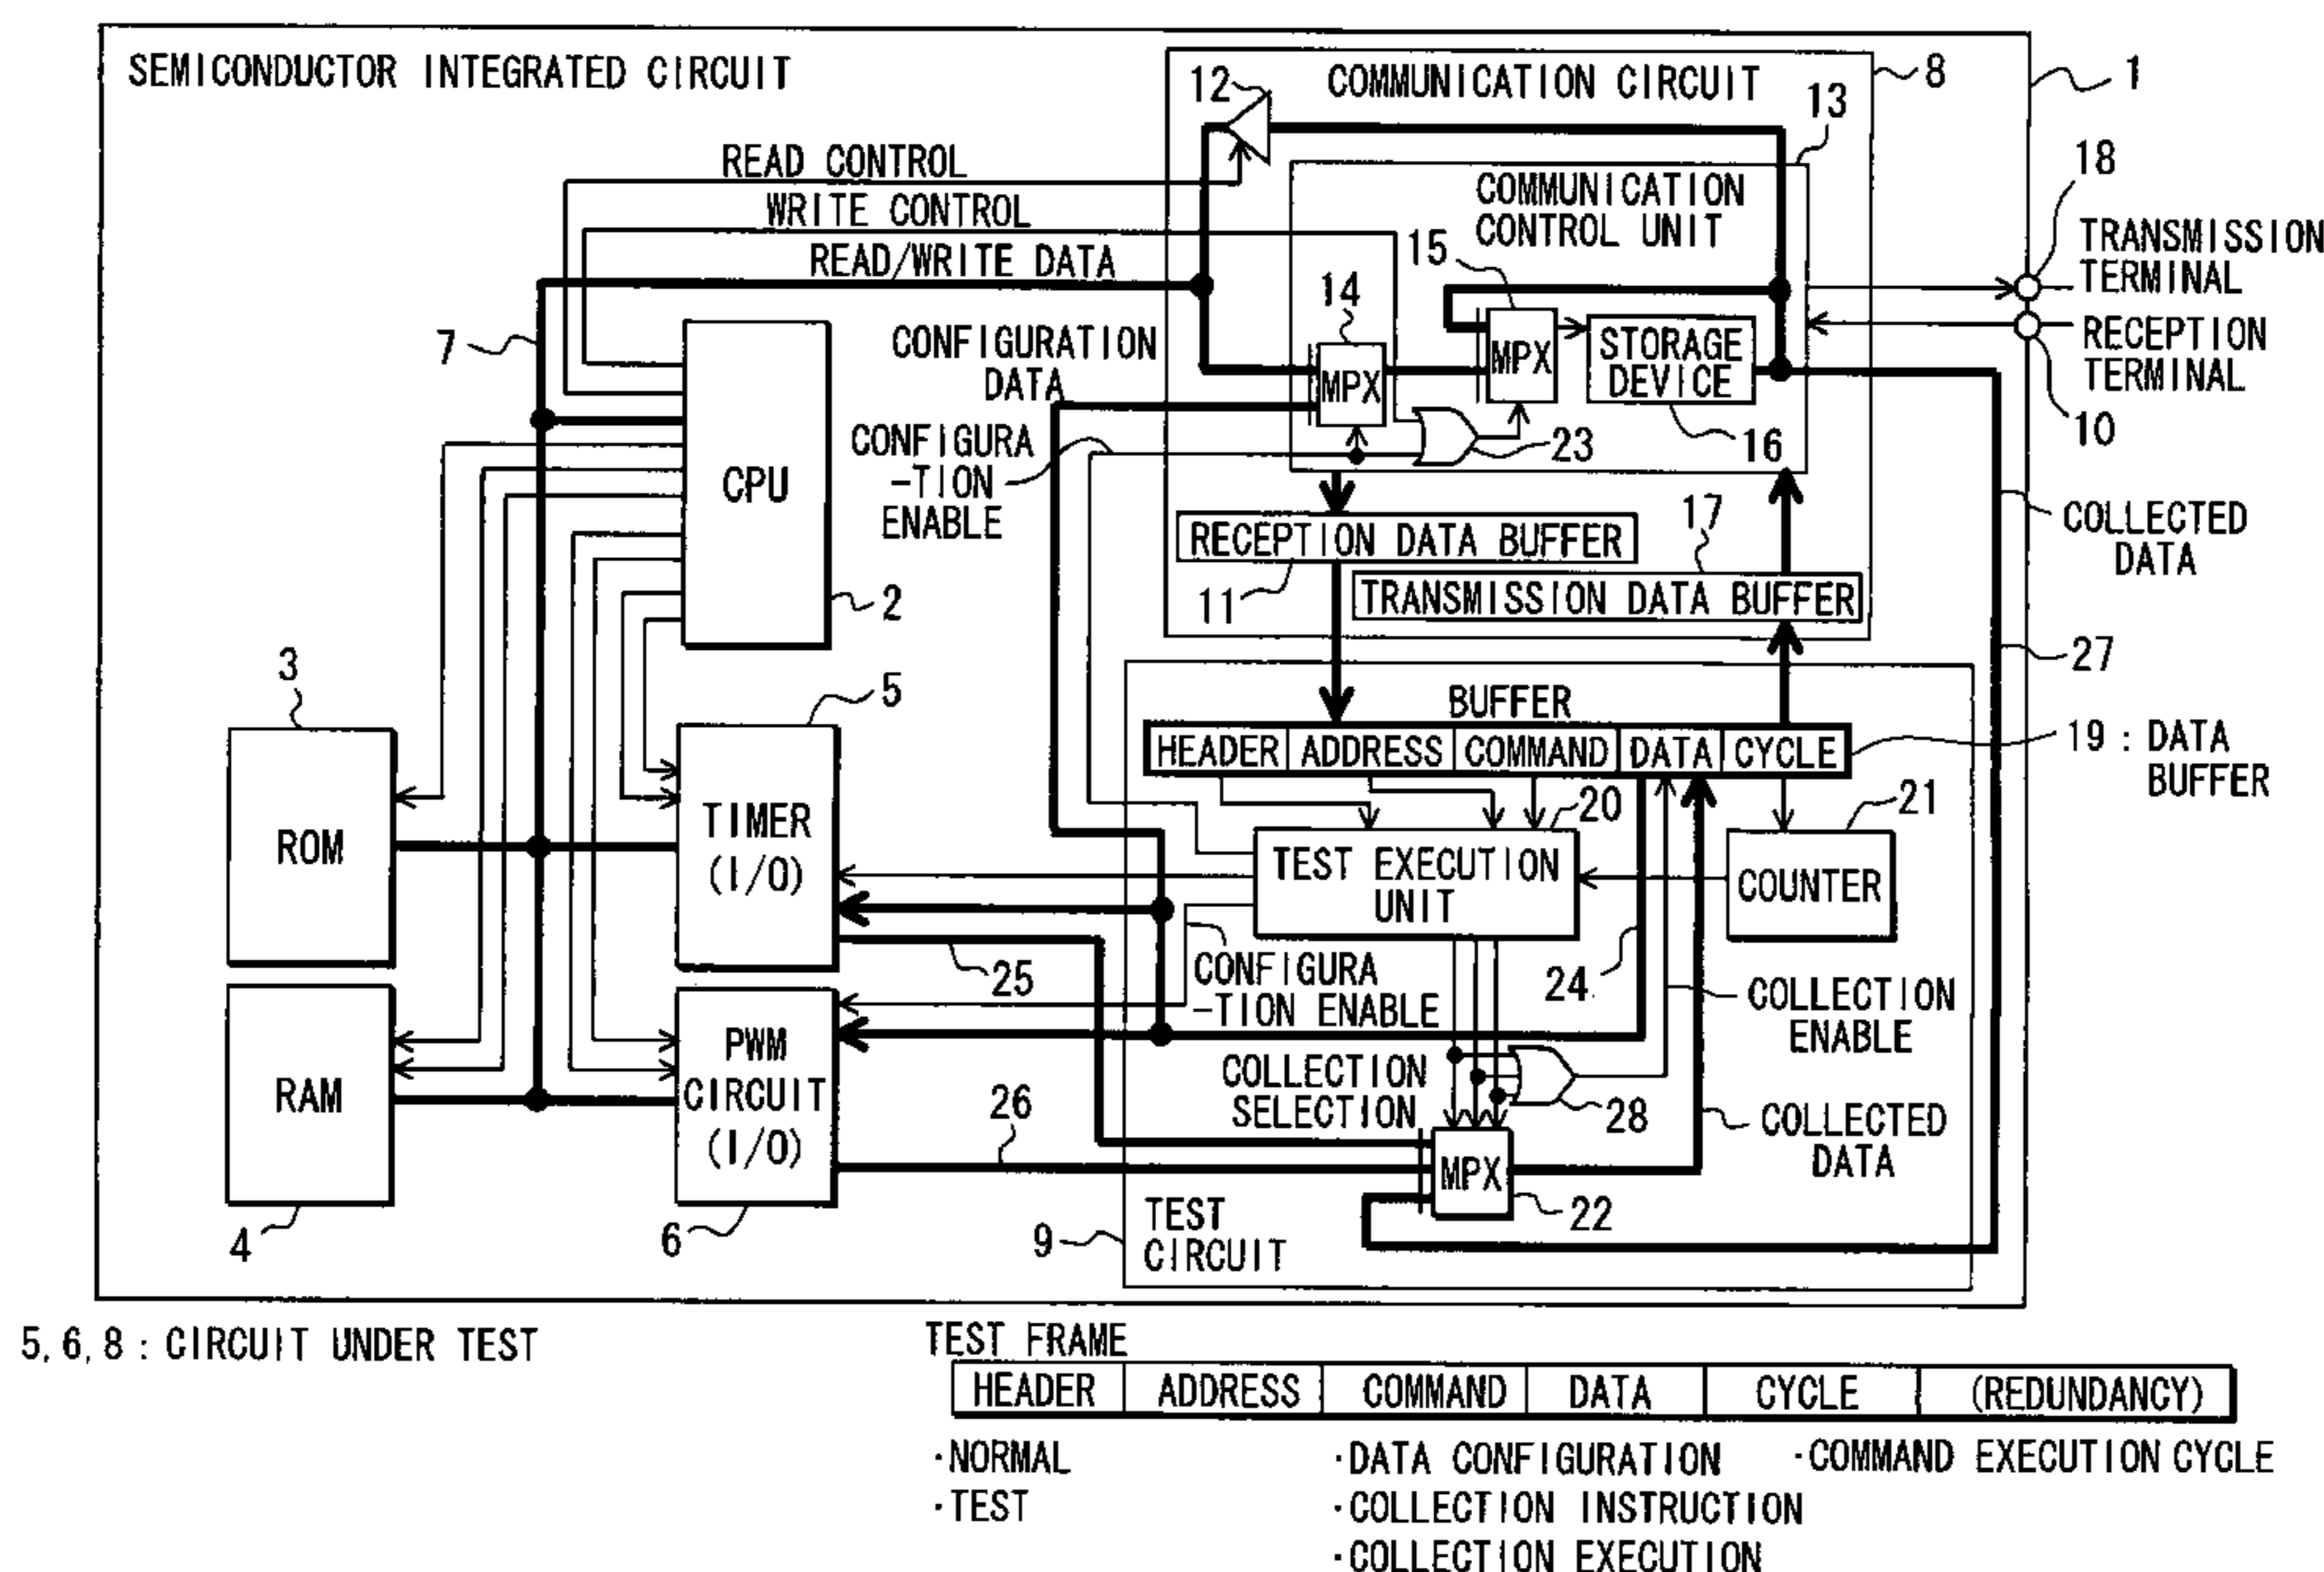 SEMICONDUCTOR INTEGRATED CIRCUIT
12
COMMUNICATION CIRCUIT
8
1
13
READ CONTROL
WRITE CONTROL
READ/WRITE DATA
COMMUNICATION
CONTROL UNIT
18
TRANSMISSION
TERMINAL
RECEPTION
TERMINAL
10
15
14
7
CONFIGURATION
DATA
MPX
MPX
STORAGE
DEVICE
CONFIGURA
-TION
ENABLE
23
16
CPU
2
RECEPTION DATA BUFFER
11
17
TRANSMISSION DATA BUFFER
COLLECTED
DATA
27
3
5
BUFFER
HEADER ADDRESS COMMAND DATA CYCLE
19 : DATA
BUFFER
ROM
TIMER
(I/O)
20
21
TEST EXECUTION
UNIT
COUNTER
25
CONFIGURA
-TION ENABLE
24
COLLECTION
ENABLE
RAM
PWM
CIRCUIT
(I/O)
COLLECTION
SELECTION
28
26
COLLECTED
DATA
MPX
22
4
6
9
TEST
CIRCUIT
5,6,8 : CIRCUIT UNDER TEST
TEST FRAME
HEADER ADDRESS COMMAND DATA CYCLE (REDUNDANCY)
·NORMAL
·TEST
·DATA CONFIGURATION
·COLLECTION INSTRUCTION
·COLLECTION EXECUTION
·COMMAND EXECUTION CYCLE